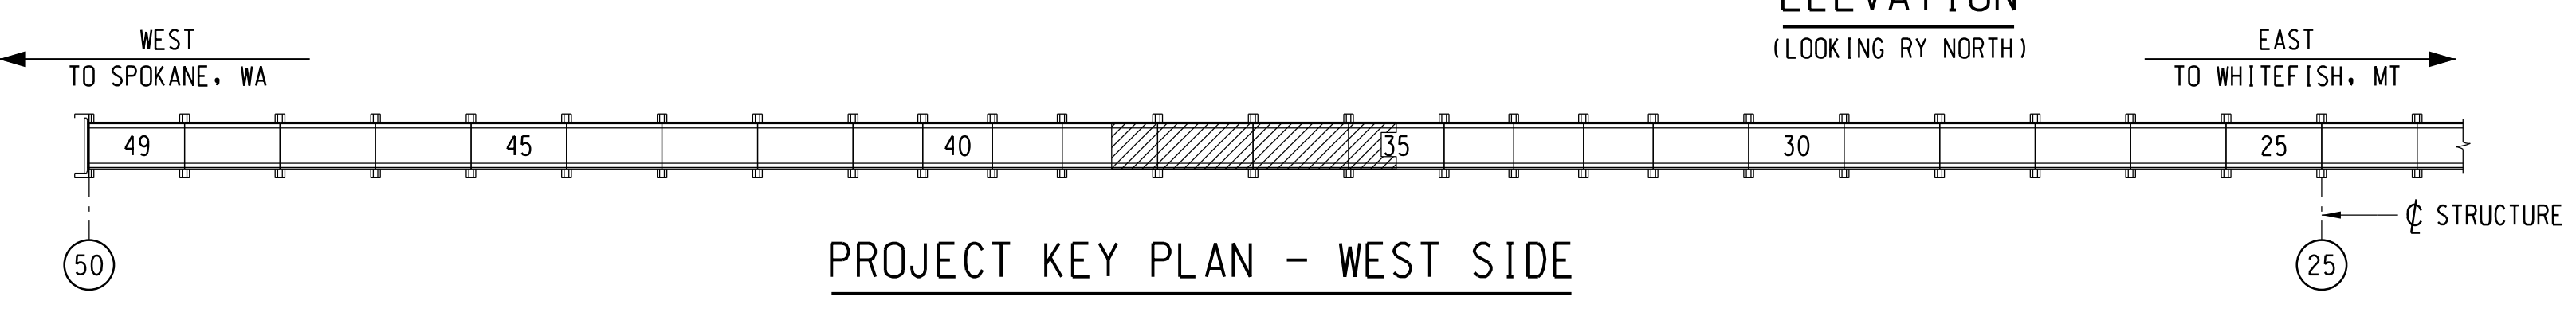 ELEVATION
(LOOKING RY NORTH)
WEST
TO SPOKANE, WA
EAST
TO WHITEFISH, MT
49 45 40 35 30 25
℄ STRUCTURE
50 25
PROJECT KEY PLAN - WEST SIDE